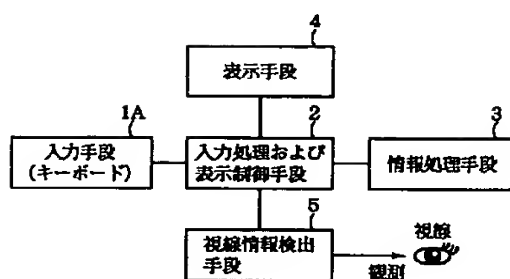 4
表示手段
1A
入力手段
(キーボード)
2
入力処理および
表示制御手段
3
情報処理手段
5
視線情報検出
手段
視線
観測